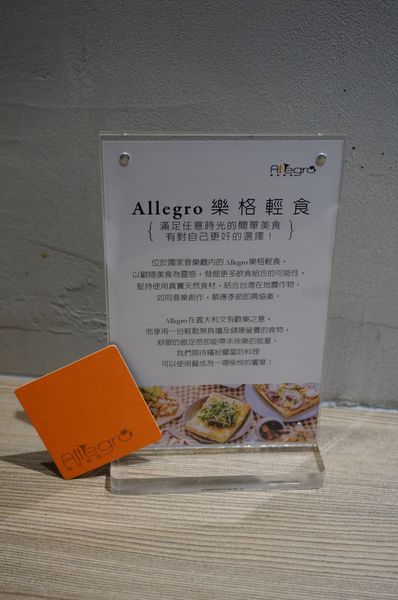 Allegro
Allegro 樂格輕食
滿足任意時光的簡單美食
有對自己更好的選擇！
位於國家音樂廳內的 Allegro 樂格輕食，
以歐陸美食為靈感，發掘更多飲食組合的可能性，
堅持使用真實天然食材，結合台灣在地農作物，
如同音樂創作，順應季節即興協奏。
Allegro 在義大利文有歡樂之意，
而享用一份輕鬆無負擔及健康營養的食物，
舒服的飽足感即能帶來快樂的能量，
我們期待繽紛豐富的料理
可以使用餐成為一場愉悅的饗宴！
Allegro